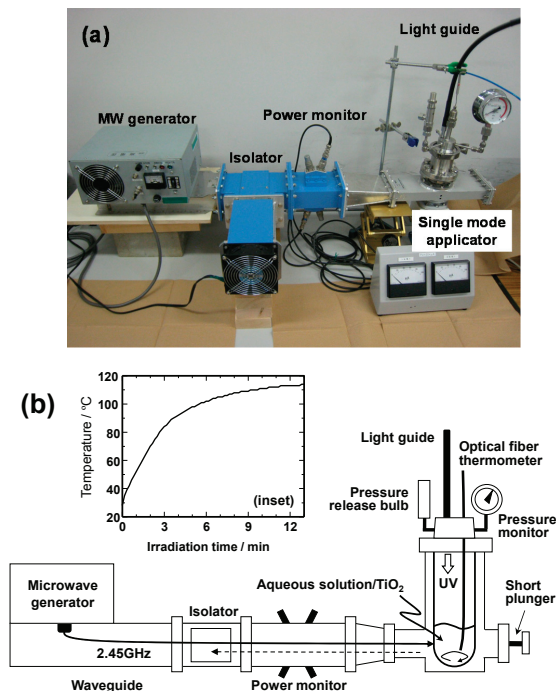 (a)
Light guide
MW generator
Power monitor
Isolator
Single mode
applicator
(b)
Temperature / °C
120
100
80
60
40
20
0
3
6
9
12
(inset)
Irradiation time / min
Light guide
Optical fiber
thermometer
Pressure
release bulb
Pressure
monitor
UV
Aqueous solution/TiO₂
Short
plunger
Microwave
generator
Isolator
2.45GHz
Waveguide
Power monitor